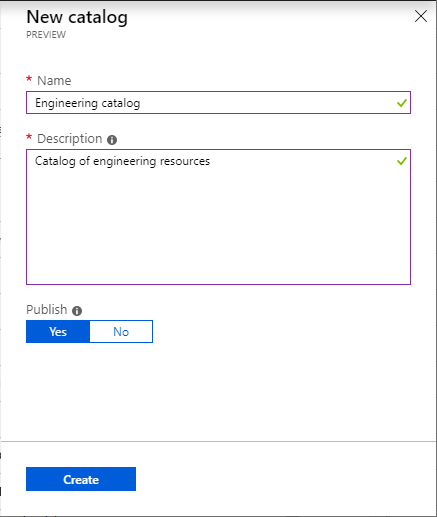 New catalog
PREVIEW
* Name
Engineering catalog
* Description
Catalog of engineering resources
Publish
Yes No
Create